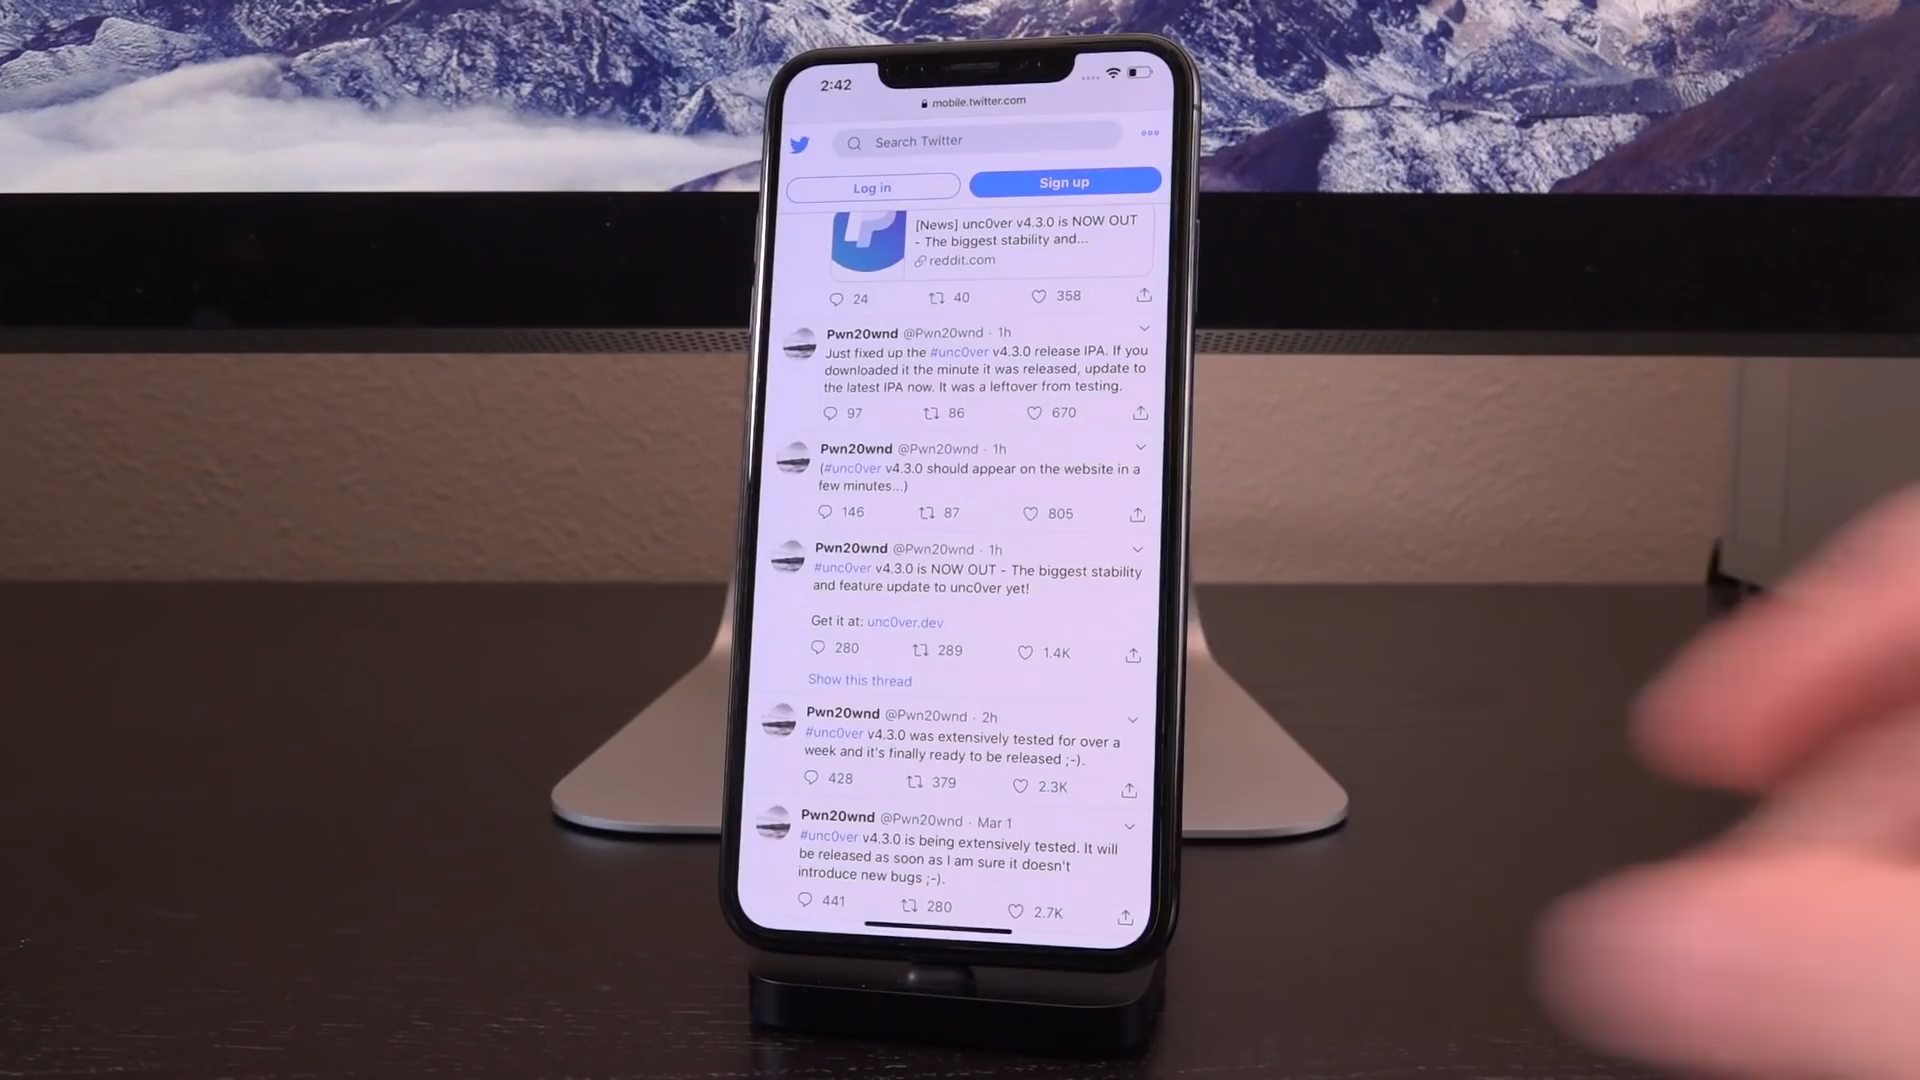 2:42
mobile.twitter.com
Search Twitter
Log in
Sign up
[News] unc0ver v4.3.0 is NOW OUT
- The biggest stability and...
reddit.com
24 40 358
Pwn20wnd @Pwn20wnd · 1h
Just fixed up the #unc0ver v4.3.0 release IPA. If you
downloaded it the minute it was released, update to
the latest IPA now. It was a leftover from testing.
97 86 670
Pwn20wnd @Pwn20wnd · 1h
(#unc0ver v4.3.0 should appear on the website in a
few minutes...)
146 87 805
Pwn20wnd @Pwn20wnd · 1h
#unc0ver v4.3.0 is NOW OUT - The biggest stability
and feature update to unc0ver yet!
Get it at: unc0ver.dev
280 289 1.4K
Show this thread
Pwn20wnd @Pwn20wnd · 2h
#unc0ver v4.3.0 was extensively tested for over a
week and it's finally ready to be released ;-).
428 379 2.3K
Pwn20wnd @Pwn20wnd · Mar 1
#unc0ver v4.3.0 is being extensively tested. It will
be released as soon as I am sure it doesn't
introduce new bugs ;-).
441 280 2.7K